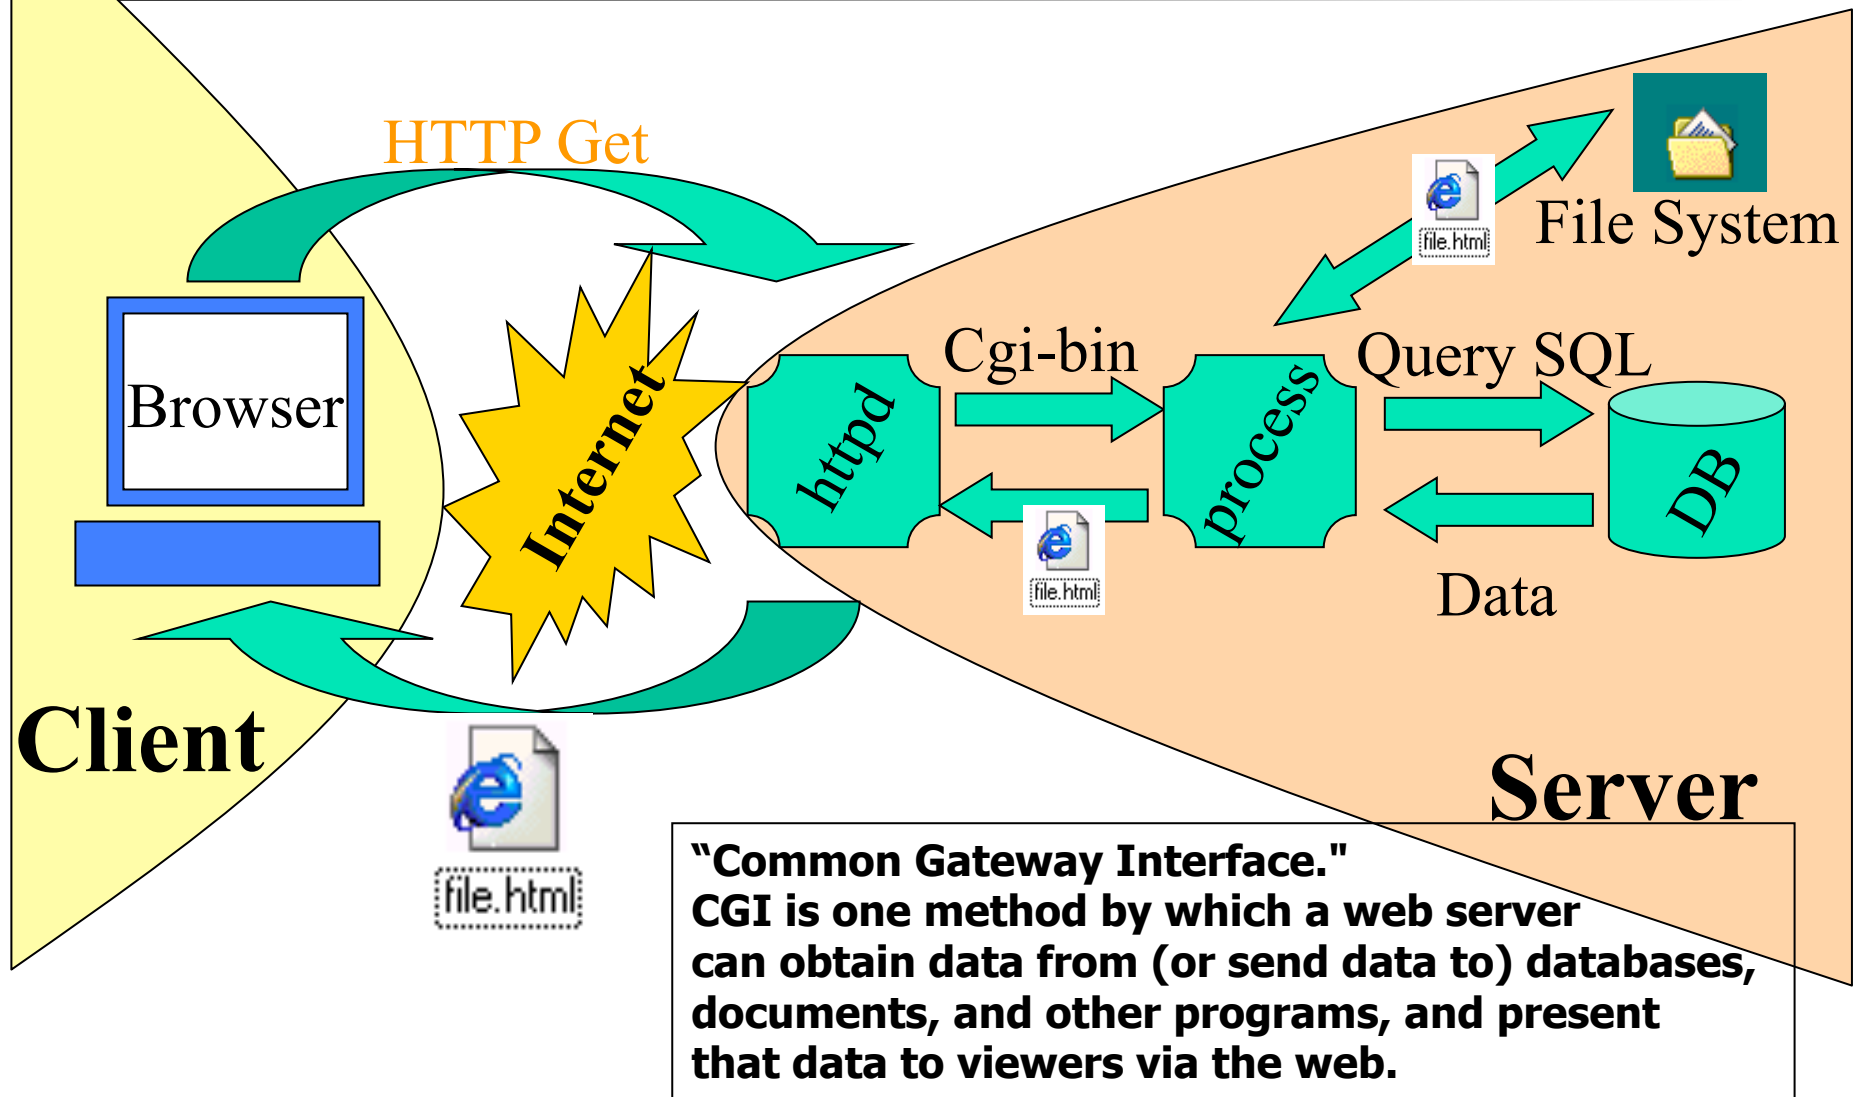 HTTP Get
file.html
File System
Cgi-bin
Query SQL
Browser
Internet
httpd
process
DB
file.html
Data
Client
Server
file.html
“Common Gateway Interface."
CGI is one method by which a web server
can obtain data from (or send data to) databases,
documents, and other programs, and present
that data to viewers via the web.